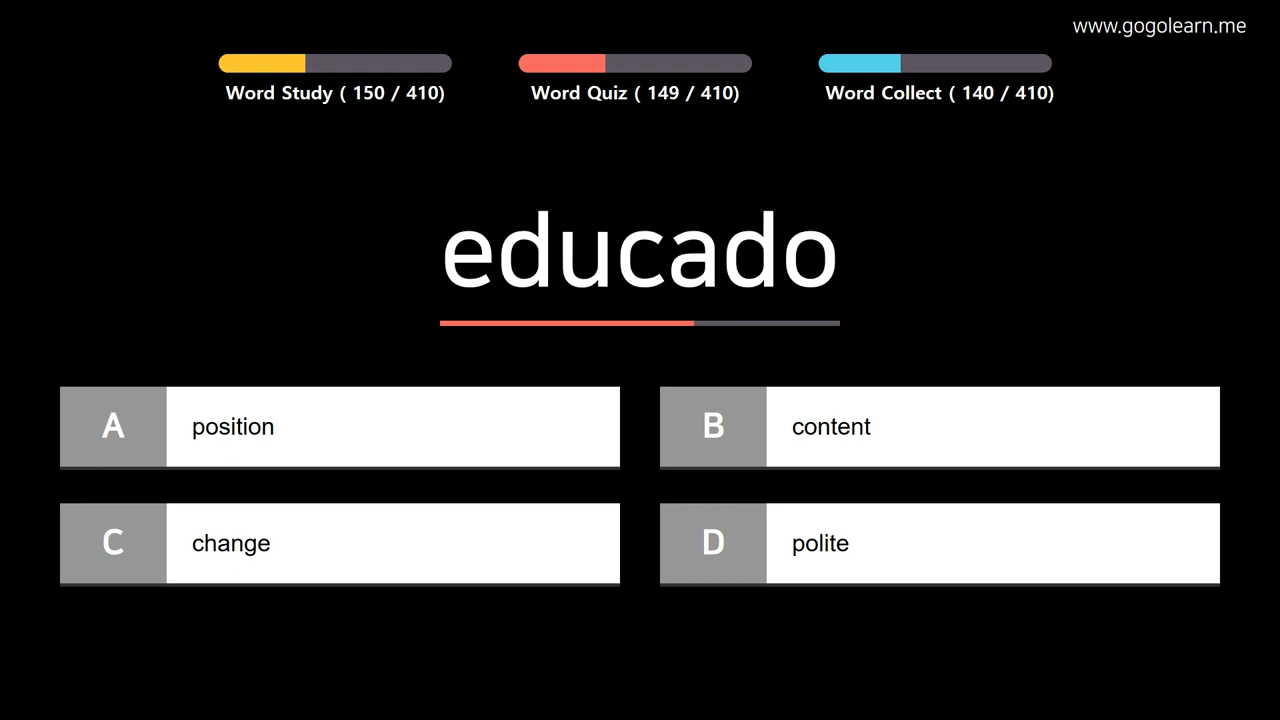 www.gogolearn.me
Word Study ( 150 / 410)
Word Quiz ( 149 / 410)
Word Collect ( 140 / 410)
educado
A position
B content
C change
D polite